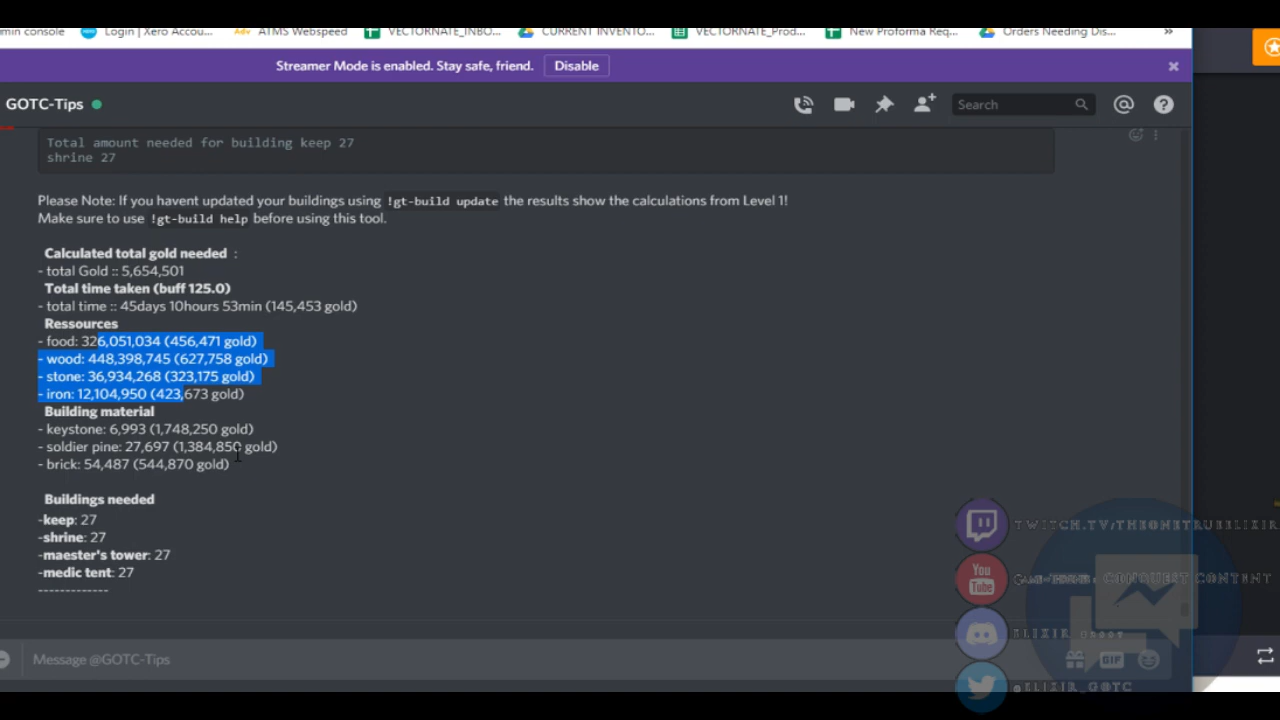 min console
Login | Xero Accou...
ATMS Webspeed
VECTORNATE_INBO...
CURRENT INVENTO...
VECTORNATE_Prod...
New Proforma Req...
Orders Needing Dis...
»
Streamer Mode is enabled. Stay safe, friend. Disable
GOTC-Tips
Search
Total amount needed for building keep 27
shrine 27
Please Note: If you havent updated your buildings using !gt-build update the results show the calculations from Level 1!
Make sure to use !gt-build help before using this tool.
Calculated total gold needed :
- total Gold :: 5,654,501
Total time taken (buff 125.0)
- total time :: 45days 10hours 53min (145,453 gold)
Ressources
- food: 326,051,034 (456,471 gold)
- wood: 448,398,745 (627,758 gold)
- stone: 36,934,268 (323,175 gold)
- iron: 12,104,950 (423,673 gold)
Building material
- keystone: 6,993 (1,748,250 gold)
- soldier pine: 27,697 (1,384,850 gold)
- brick: 54,487 (544,870 gold)
Buildings needed
-keep: 27
-shrine: 27
-maester's tower: 27
-medic tent: 27
-------------
TWITCH.TV/THEONETRUEELIXIR
You Tube
CONQUEST CONTENT
Message @GOTC-Tips
GIF
@ELIXIR_GOTC